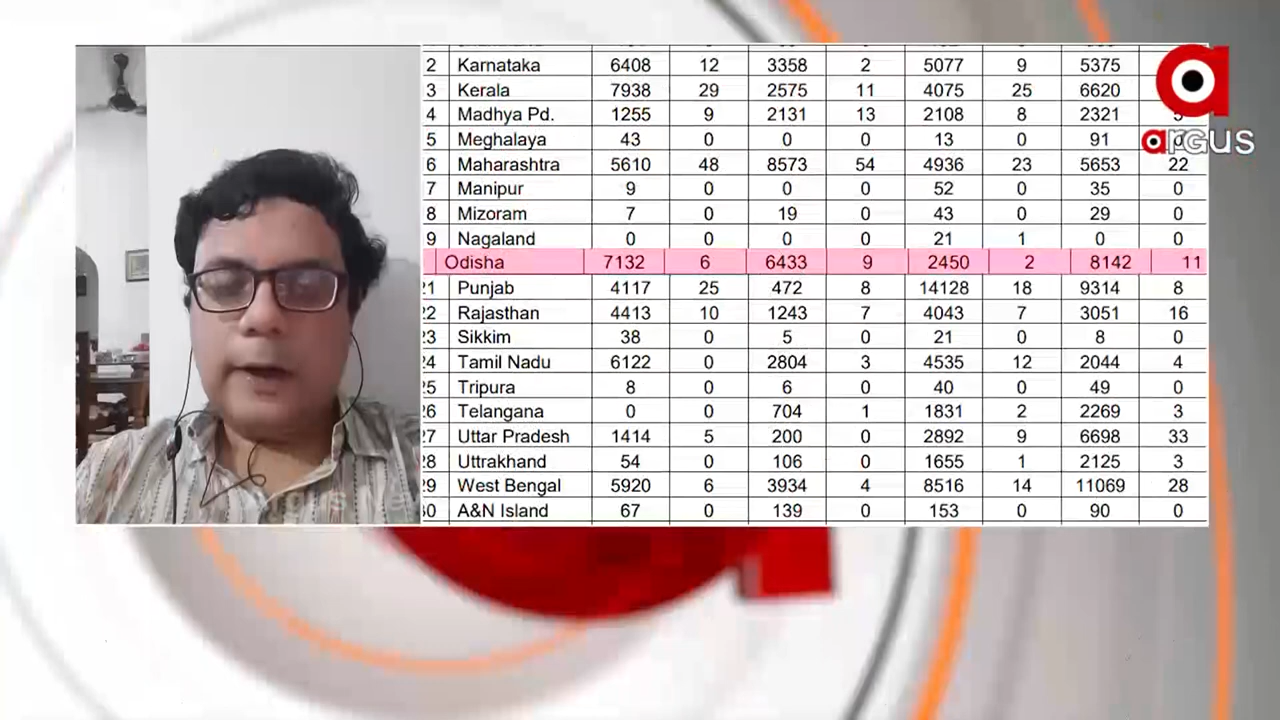 2 Karnataka 6408 12 3358 2 5077 9 5375
3 Kerala 7938 29 2575 11 4075 25 6620
4 Madhya Pd. 1255 9 2131 13 2108 8 2321
5 Meghalaya 43 0 0 0 13 0 91 0
argus
6 Maharashtra 5610 48 8573 54 4936 23 5653 22
7 Manipur 9 0 0 0 52 0 35 0
8 Mizoram 7 0 19 0 43 0 29 0
9 Nagaland 0 0 0 0 21 1 0 0
Odisha 7132 6 6433 9 2450 2 8142 11
21 Punjab 4117 25 472 8 14128 18 9314 8
22 Rajasthan 4413 10 1243 7 4043 7 3051 16
23 Sikkim 38 0 5 0 21 0 8 0
24 Tamil Nadu 6122 0 2804 3 4535 12 2044 4
25 Tripura 8 0 6 0 40 0 49 0
26 Telangana 0 0 704 1 1831 2 2269 3
27 Uttar Pradesh 1414 5 200 0 2892 9 6698 33
28 Uttrakhand 54 0 106 0 1655 1 2125 3
29 West Bengal 5920 6 3934 4 8516 14 11069 28
30 A&N Island 67 0 139 0 153 0 90 0